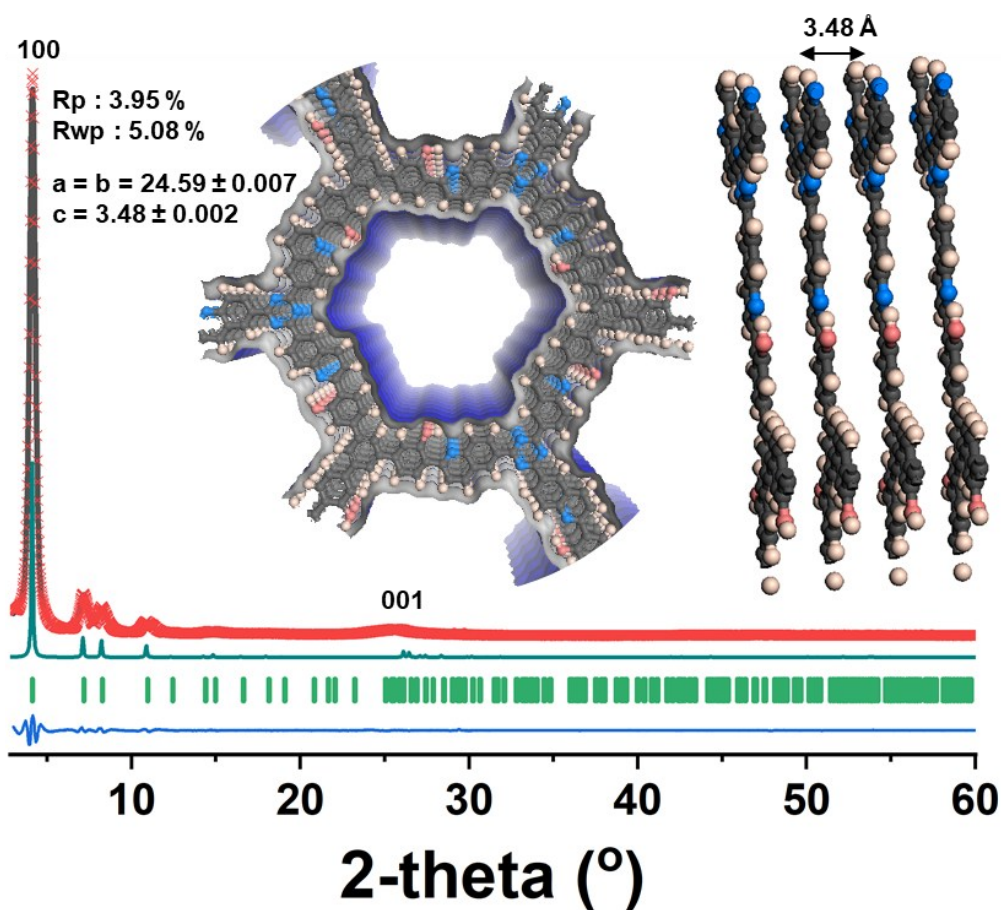 100
3.48 Å
Rp : 3.95 %
Rwp : 5.08 %
a = b = 24.59 ± 0.007
c = 3.48 ± 0.002
001
10 20 30 40 50 60
2-theta (º)